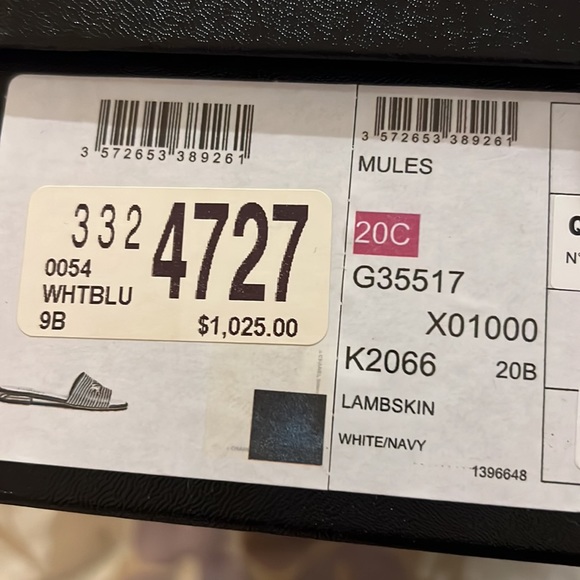 3 572653 389261
332 4727
0054
WHTBLU
9B $1,025.00
3 572653 389261
MULES
20C
G35517
X01000
K2066 20B
LAMBSKIN
WHITE/NAVY
1396648
Q
N°